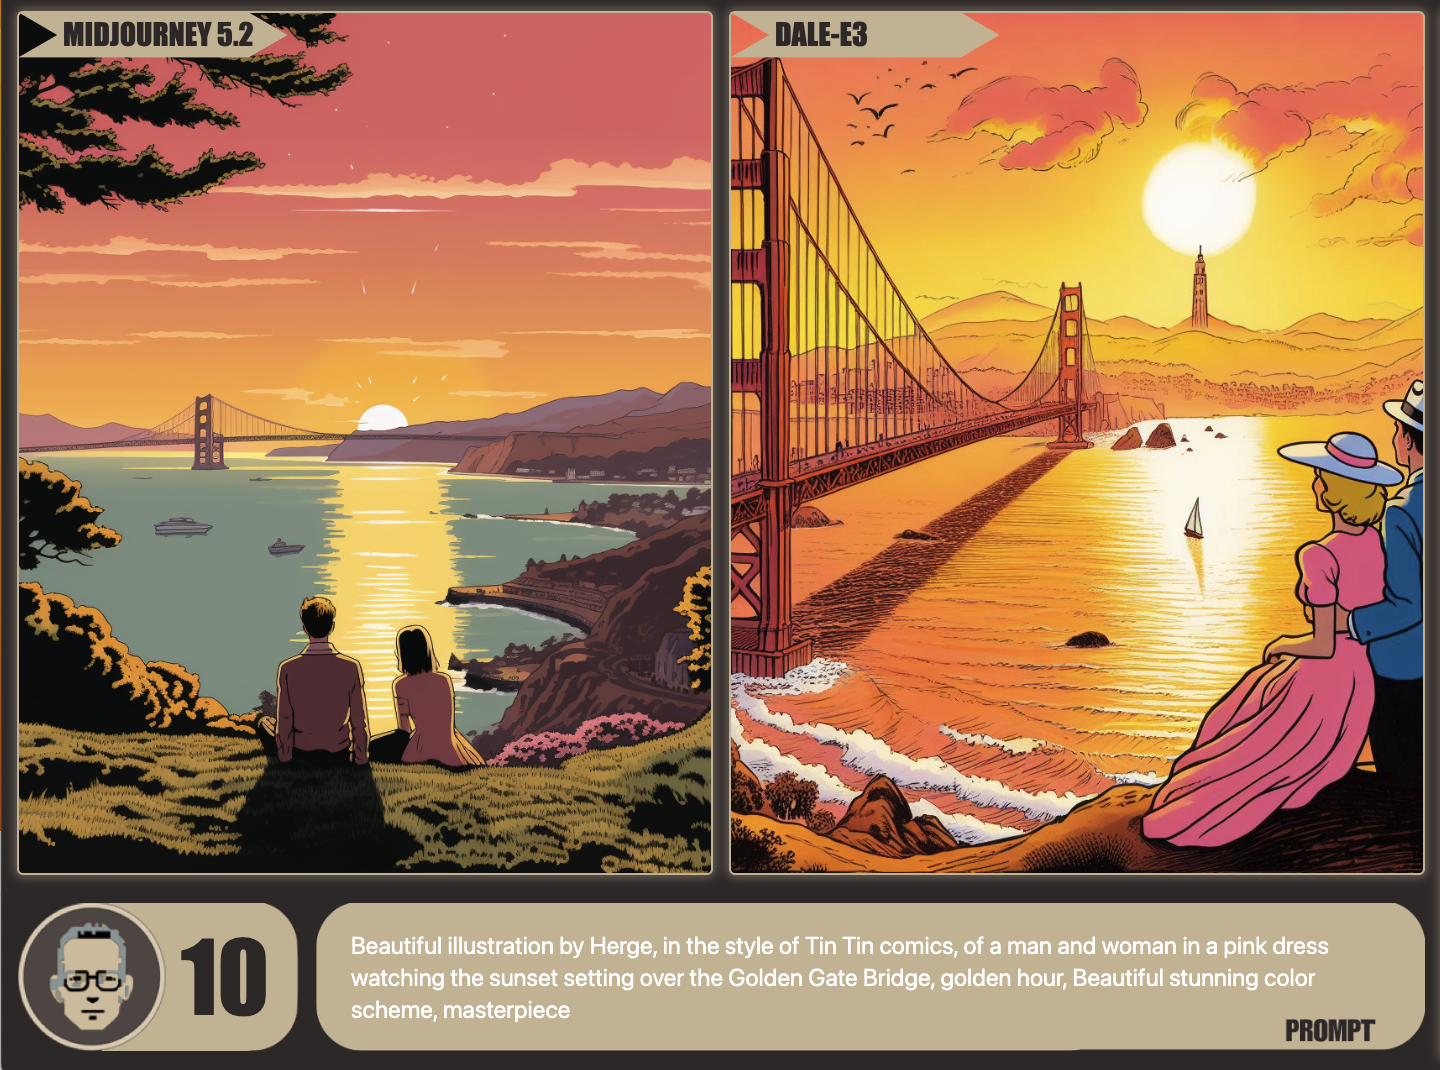 MIDJOURNEY 5.2
DALE-E3
10
Beautiful illustration by Herge, in the style of Tin Tin comics, of a man and woman in a pink dress
watching the sunset setting over the Golden Gate Bridge, golden hour, Beautiful stunning color
scheme, masterpiece
PROMPT